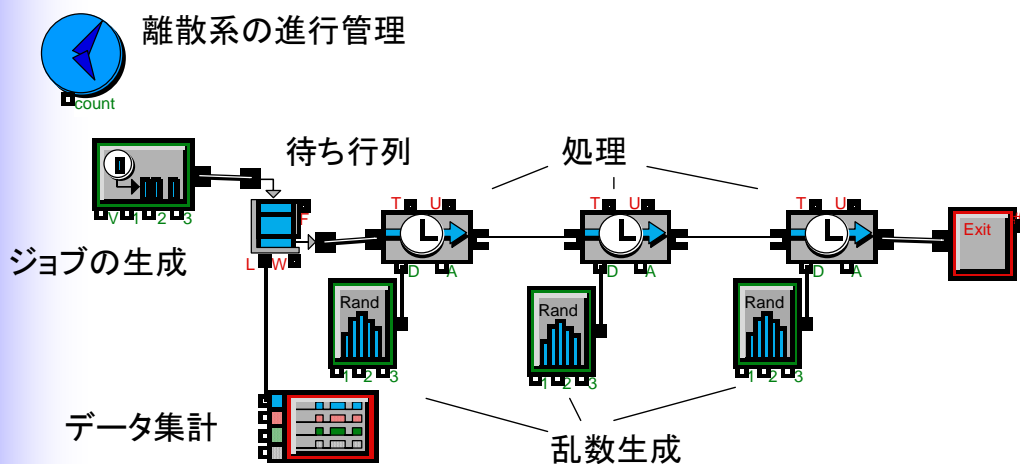 離散系の進行管理
count
待ち行列
処理
V 1 2 3
F
T U
T U
T U
ジョブの生成
L W
D A
D A
D A
Exit
Rand
Rand
Rand
1 2 3
1 2 3
1 2 3
データ集計
乱数生成